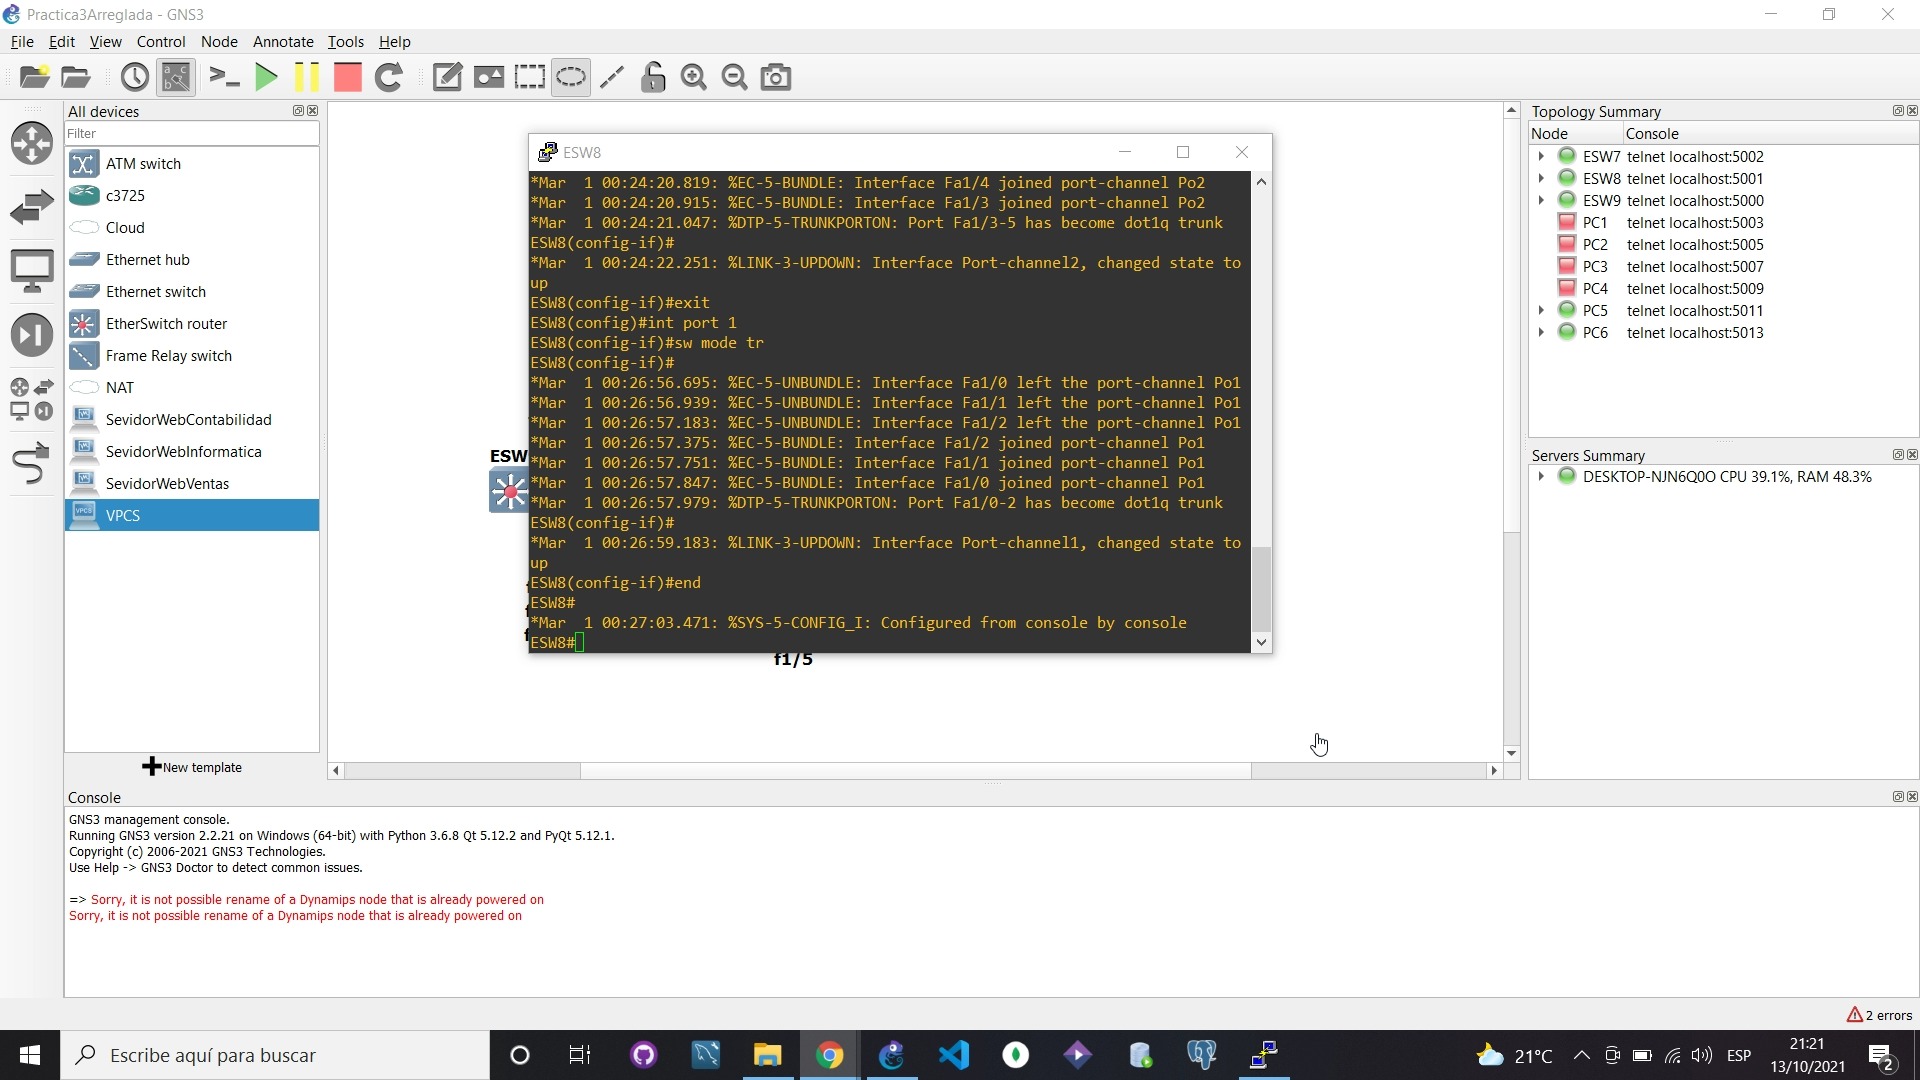 Practica3Arreglada - GNS3
File Edit View Control Node Annotate Tools Help
All devices
Filter
ATM switch
c3725
Cloud
Ethernet hub
Ethernet switch
EtherSwitch router
Frame Relay switch
NAT
SevidorWebContabilidad
SevidorWebInformatica
SevidorWebVentas
VPCS
New template
ESW
f1/5
ESW8
*Mar  1 00:24:20.819: %EC-5-BUNDLE: Interface Fa1/4 joined port-channel Po2
*Mar  1 00:24:20.915: %EC-5-BUNDLE: Interface Fa1/3 joined port-channel Po2
*Mar  1 00:24:21.047: %DTP-5-TRUNKPORTON: Port Fa1/3-5 has become dot1q trunk
ESW8(config-if)#
*Mar  1 00:24:22.251: %LINK-3-UPDOWN: Interface Port-channel2, changed state to
up
ESW8(config-if)#exit
ESW8(config)#int port 1
ESW8(config-if)#sw mode tr
ESW8(config-if)#
*Mar  1 00:26:56.695: %EC-5-UNBUNDLE: Interface Fa1/0 left the port-channel Po1
*Mar  1 00:26:56.939: %EC-5-UNBUNDLE: Interface Fa1/1 left the port-channel Po1
*Mar  1 00:26:57.183: %EC-5-UNBUNDLE: Interface Fa1/2 left the port-channel Po1
*Mar  1 00:26:57.375: %EC-5-BUNDLE: Interface Fa1/2 joined port-channel Po1
*Mar  1 00:26:57.751: %EC-5-BUNDLE: Interface Fa1/1 joined port-channel Po1
*Mar  1 00:26:57.847: %EC-5-BUNDLE: Interface Fa1/0 joined port-channel Po1
*Mar  1 00:26:57.979: %DTP-5-TRUNKPORTON: Port Fa1/0-2 has become dot1q trunk
ESW8(config-if)#
*Mar  1 00:26:59.183: %LINK-3-UPDOWN: Interface Port-channel1, changed state to
up
ESW8(config-if)#end
ESW8#
*Mar  1 00:27:03.471: %SYS-5-CONFIG_I: Configured from console by console
ESW8#
Topology Summary
Node Console
ESW7 telnet localhost:5002
ESW8 telnet localhost:5001
ESW9 telnet localhost:5000
PC1 telnet localhost:5003
PC2 telnet localhost:5005
PC3 telnet localhost:5007
PC4 telnet localhost:5009
PC5 telnet localhost:5011
PC6 telnet localhost:5013
Servers Summary
DESKTOP-NJN6Q0O CPU 39.1%, RAM 48.3%
Console
GNS3 management console.
Running GNS3 version 2.2.21 on Windows (64-bit) with Python 3.6.8 Qt 5.12.2 and PyQt 5.12.1.
Copyright (c) 2006-2021 GNS3 Technologies.
Use Help -> GNS3 Doctor to detect common issues.
=> Sorry, it is not possible rename of a Dynamips node that is already powered on
Sorry, it is not possible rename of a Dynamips node that is already powered on
2 errors
Escribe aquí para buscar
21°C
ESP
21:21
13/10/2021
2